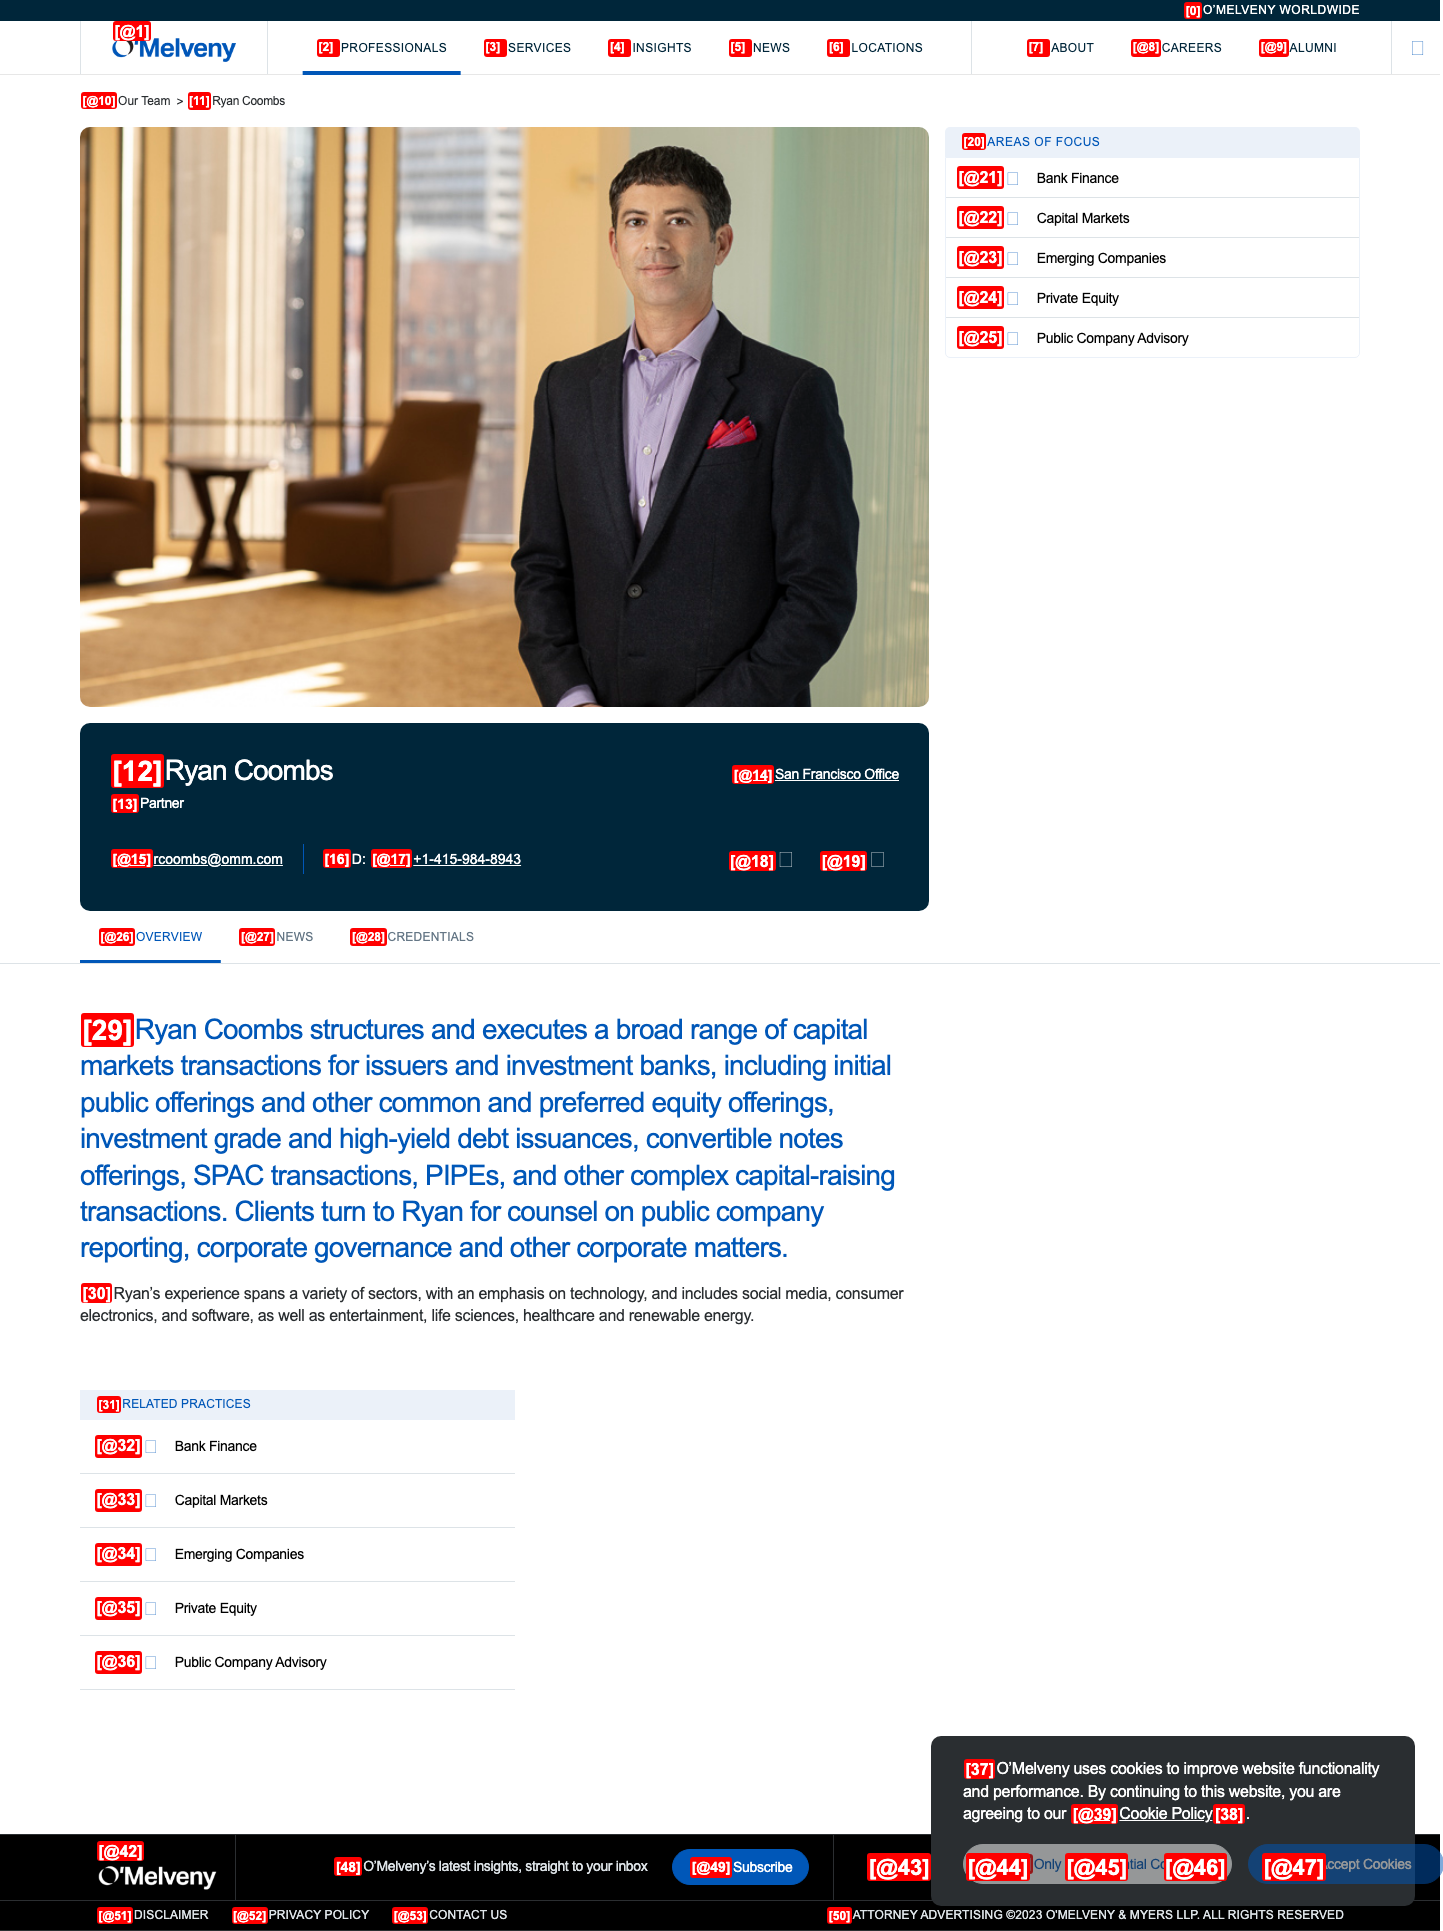 [0] O'MELVENY WORLDWIDE
[@1] O'Melveny
[2] PROFESSIONALS [3] SERVICES [4] INSIGHTS [5] NEWS [6] LOCATIONS [7] ABOUT [@8] CAREERS [@9] ALUMNI
[@10] Our Team > [11] Ryan Coombs
[20] AREAS OF FOCUS
[@21] Bank Finance
[@22] Capital Markets
[@23] Emerging Companies
[@24] Private Equity
[@25] Public Company Advisory
[12] Ryan Coombs
[13] Partner
[@14] San Francisco Office
[@15] rcoombs@omm.com [16] D: [@17] +1-415-984-8943 [@18] [@19]
[@26] OVERVIEW [@27] NEWS [@28] CREDENTIALS
[29] Ryan Coombs structures and executes a broad range of capital
markets transactions for issuers and investment banks, including initial
public offerings and other common and preferred equity offerings,
investment grade and high-yield debt issuances, convertible notes
offerings, SPAC transactions, PIPEs, and other complex capital-raising
transactions. Clients turn to Ryan for counsel on public company
reporting, corporate governance and other corporate matters.
[30] Ryan's experience spans a variety of sectors, with an emphasis on technology, and includes social media, consumer
electronics, and software, as well as entertainment, life sciences, healthcare and renewable energy.
[31] RELATED PRACTICES
[@32] Bank Finance
[@33] Capital Markets
[@34] Emerging Companies
[@35] Private Equity
[@36] Public Company Advisory
[37] O'Melveny uses cookies to improve website functionality
and performance. By continuing to this website, you are
agreeing to our [@39] Cookie Policy [38] .
[@42] O'Melveny
[48] O'Melveny's latest insights, straight to your inbox [@49] Subscribe
[@43] [@44] Only [@45] [@46] [@47] Cookies
[@51] DISCLAIMER [@52] PRIVACY POLICY [@53] CONTACT US
[50] ATTORNEY ADVERTISING ©2023 O'MELVENY & MYERS LLP. ALL RIGHTS RESERVED